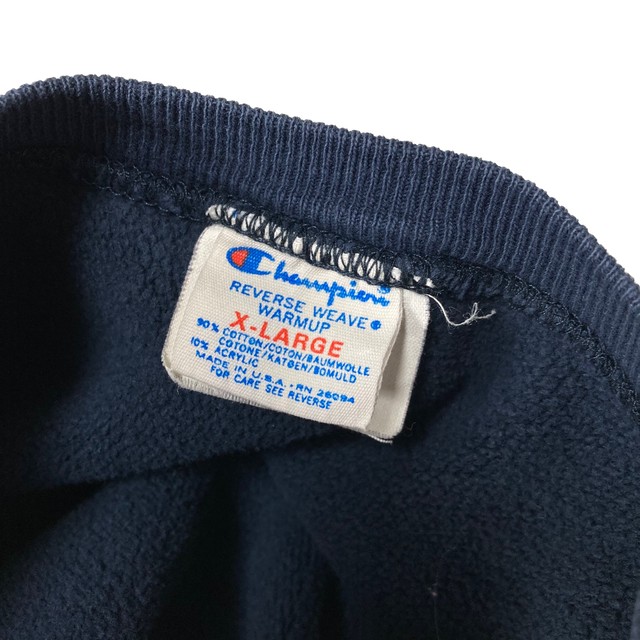 Champion
REVERSE WEAVE®
WARMUP
X-LARGE
90% COTTON/COTON/BAUMWOLLE
COTONE/KATOEN/BOMULD
10% ACRYLIC
MADE IN U.S.A.-RN 26094
FOR CARE SEE REVERSE